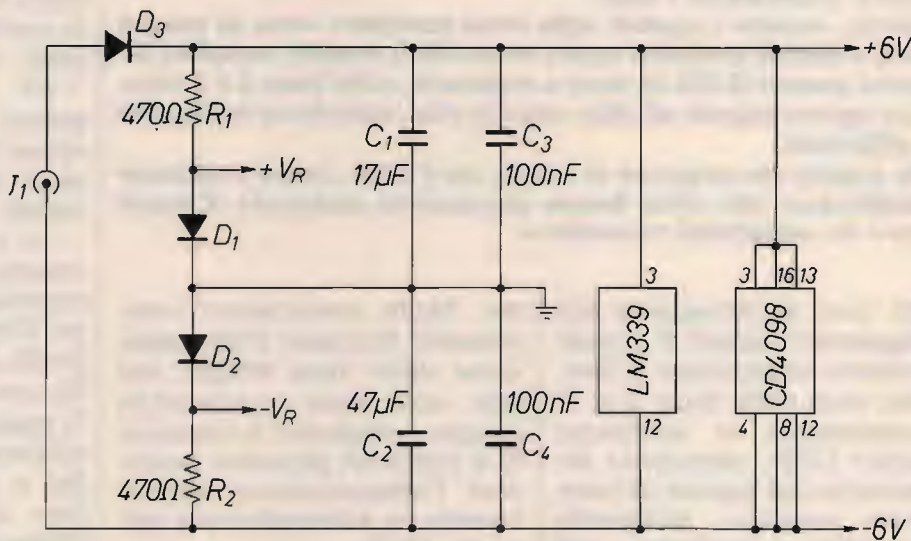 D3
+6V
470Ω R1
C1
C3
+VR
17μF
100nF
J1
D1
3
3 16 13
LM339
CD4098
D2
47μF
100nF
-VR
12
4 8 12
C2
C4
470Ω R2
-6V